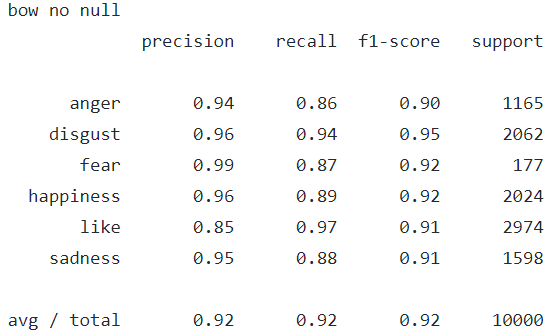 bow no null
precision recall f1-score support
anger 0.94 0.86 0.90 1165
disgust 0.96 0.94 0.95 2062
fear 0.99 0.87 0.92 177
happiness 0.96 0.89 0.92 2024
like 0.85 0.97 0.91 2974
sadness 0.95 0.88 0.91 1598
avg / total 0.92 0.92 0.92 10000